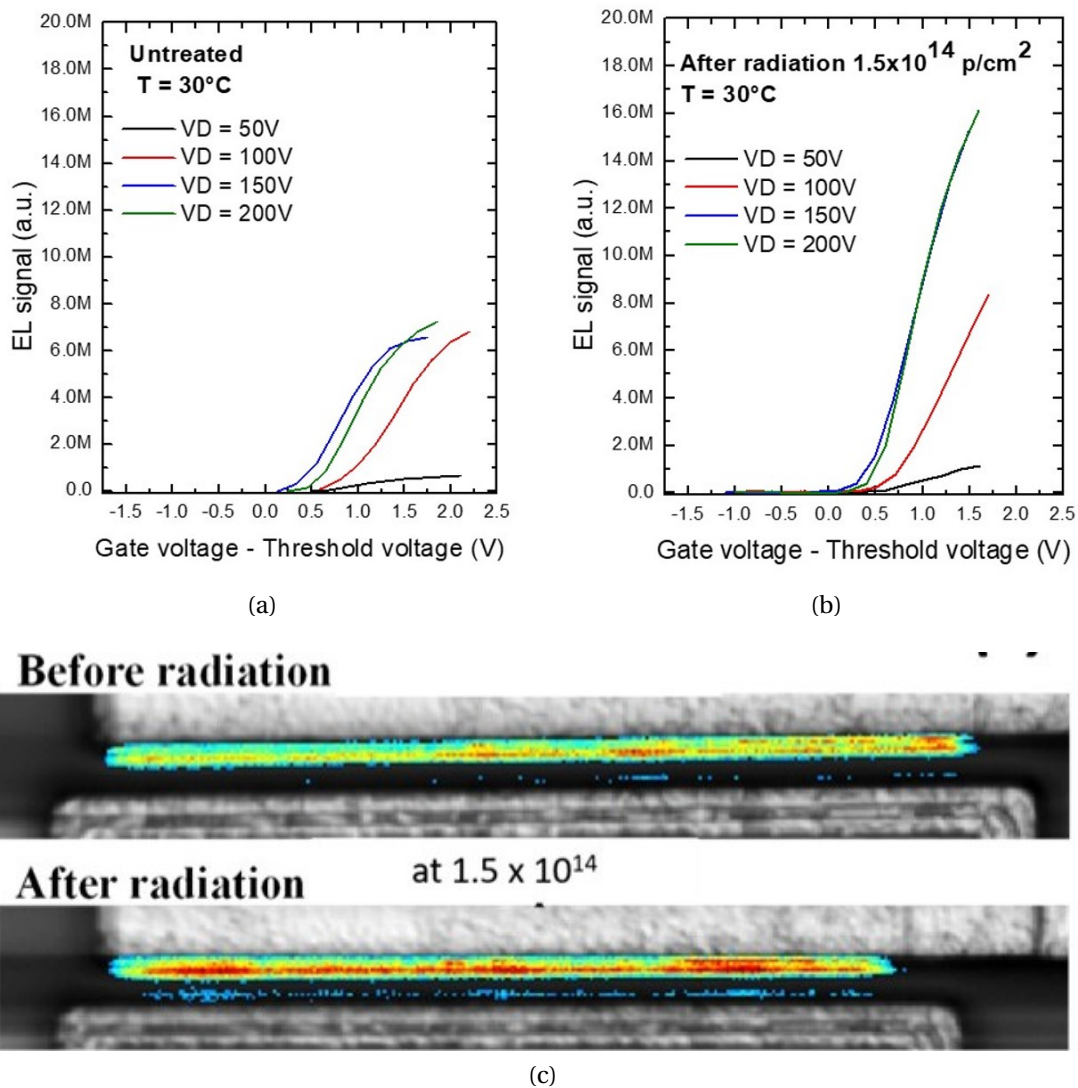 20.0M
18.0M
16.0M
14.0M
12.0M
10.0M
8.0M
6.0M
4.0M
2.0M
0.0
EL signal (a.u.)
Untreated
T = 30°C
VD = 50V
VD = 100V
VD = 150V
VD = 200V
-1.5 -1.0 -0.5 0.0 0.5 1.0 1.5 2.0 2.5
Gate voltage - Threshold voltage (V)
(a)
20.0M
18.0M
16.0M
14.0M
12.0M
10.0M
8.0M
6.0M
4.0M
2.0M
0.0
EL signal (a.u.)
After radiation 1.5x10^14 p/cm^2
T = 30°C
VD = 50V
VD = 100V
VD = 150V
VD = 200V
-1.5 -1.0 -0.5 0.0 0.5 1.0 1.5 2.0 2.5
Gate voltage - Threshold voltage (V)
(b)
Before radiation
After radiation at 1.5 x 10^14
(c)